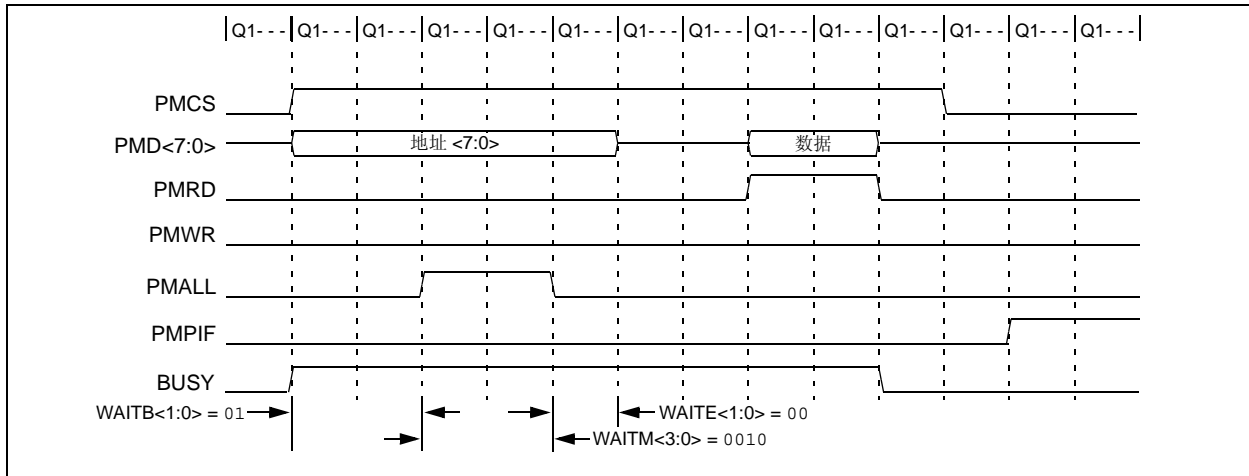 Q1- - - Q1- - - Q1- - - Q1- - - Q1- - - Q1- - - Q1- - - Q1- - - Q1- - - Q1- - - Q1- - - Q1- - - Q1- - - Q1- - -
PMCS
PMD<7:0> 地址 <7:0> 数据
PMRD
PMWR
PMALL
PMPIF
BUSY
WAITB<1:0> = 01 WAITE<1:0> = 00
WAITM<3:0> = 0010